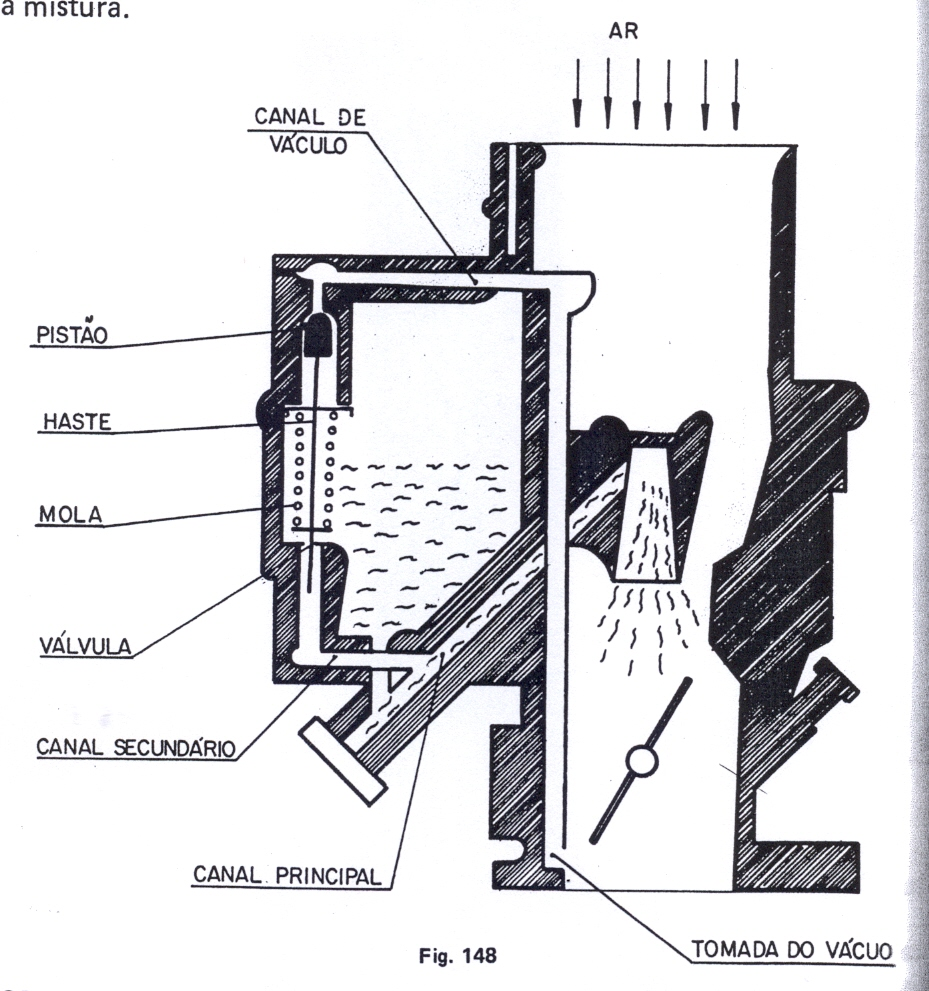 a mistura.
AR
CANAL DE
VÁCULO
PISTÃO
HASTE
MOLA
VÁLVULA
CANAL SECUNDÁRIO
CANAL PRINCIPAL
TOMADA DO VÁCUO
Fig. 148